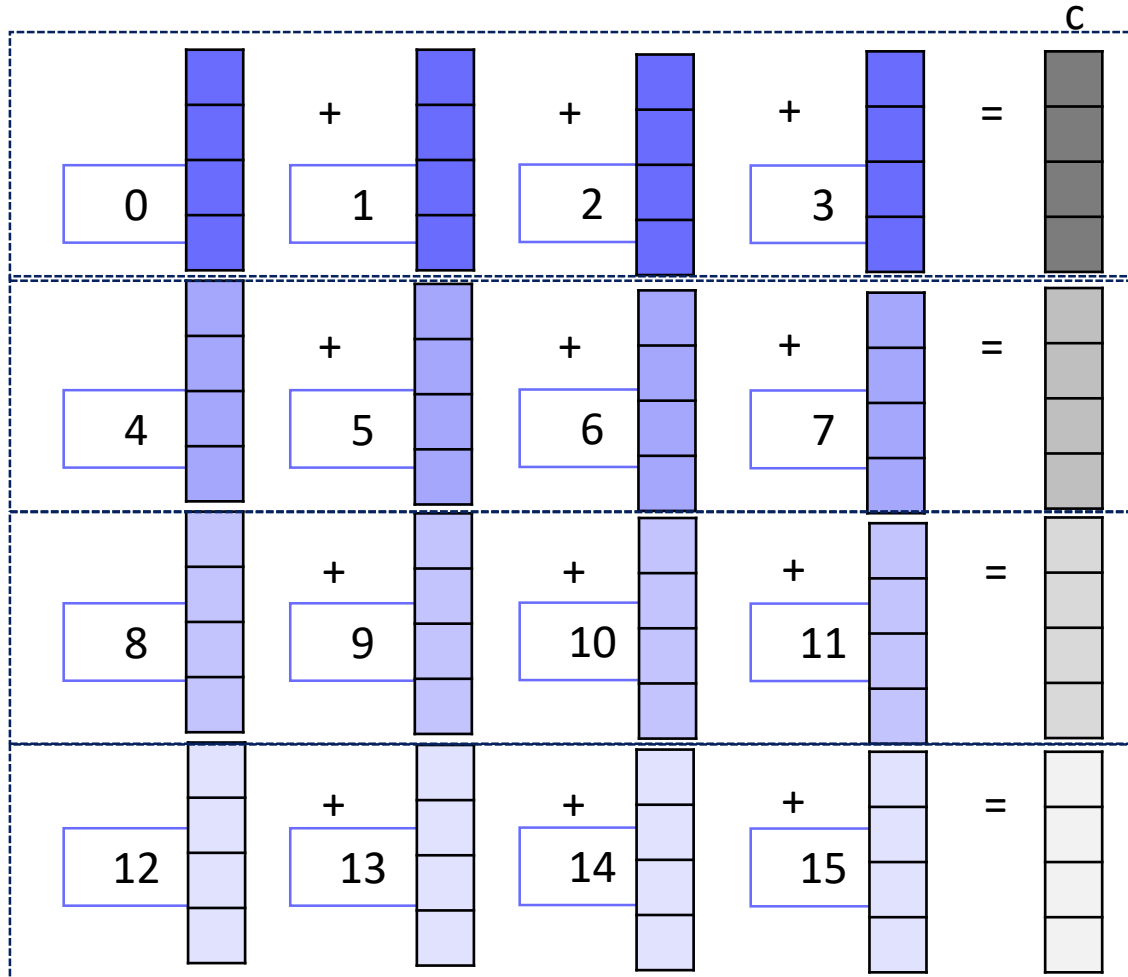 C
+ + + =
0 1 2 3
+ + + =
4 5 6 7
+ + + =
8 9 10 11
+ + + =
12 13 14 15